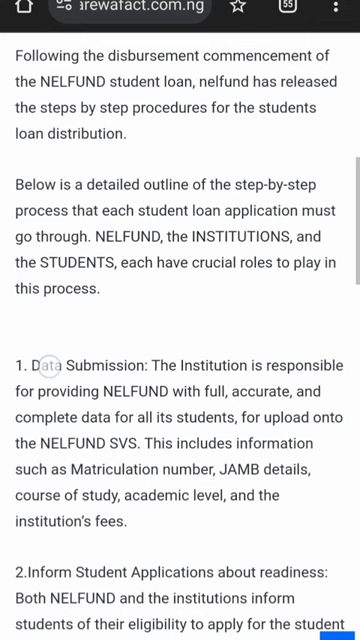 arewafact.com.ng
55
Following the disbursement commencement of
the NELFUND student loan, nelfund has released
the steps by step procedures for the students
loan distribution.
Below is a detailed outline of the step-by-step
process that each student loan application must
go through. NELFUND, the INSTITUTIONS, and
the STUDENTS, each have crucial roles to play in
this process.
1. Data Submission: The Institution is responsible
for providing NELFUND with full, accurate, and
complete data for all its students, for upload onto
the NELFUND SVS. This includes information
such as Matriculation number, JAMB details,
course of study, academic level, and the
institution's fees.
2.Inform Student Applications about readiness:
Both NELFUND and the institutions inform
students of their eligibility to apply for the student